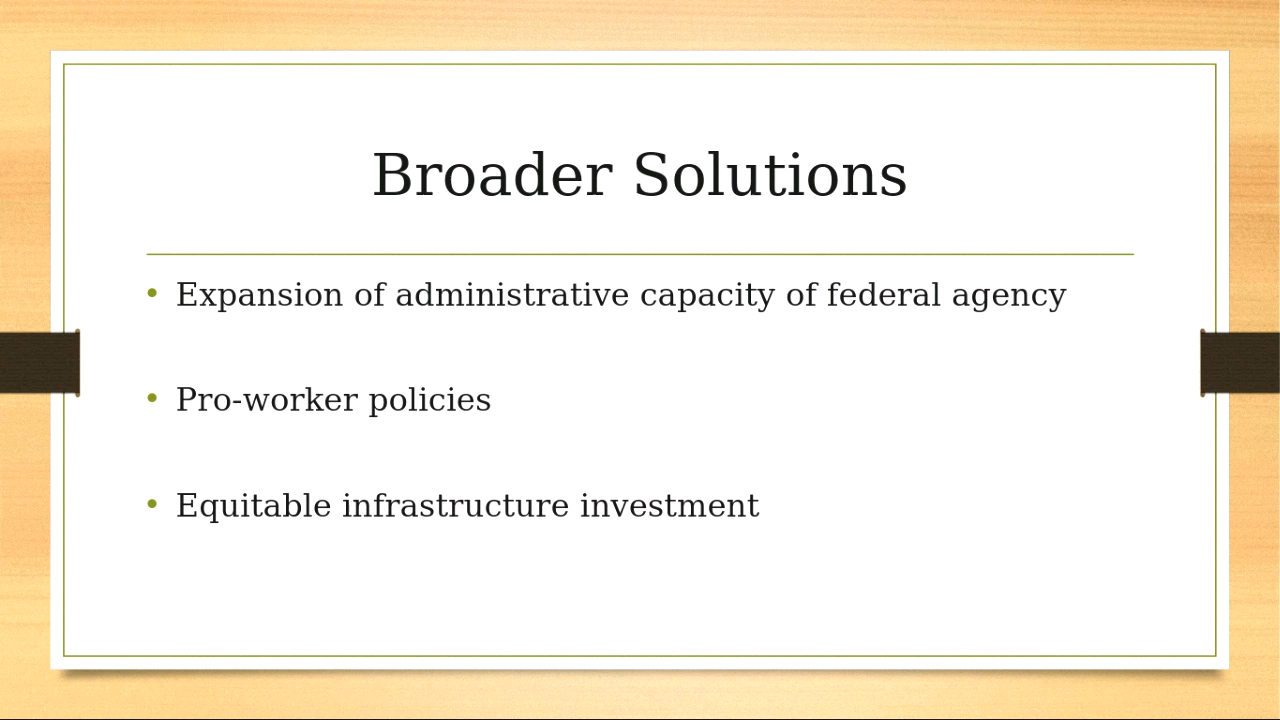 Broader Solutions
• Expansion of administrative capacity of federal agency
• Pro-worker policies
• Equitable infrastructure investment